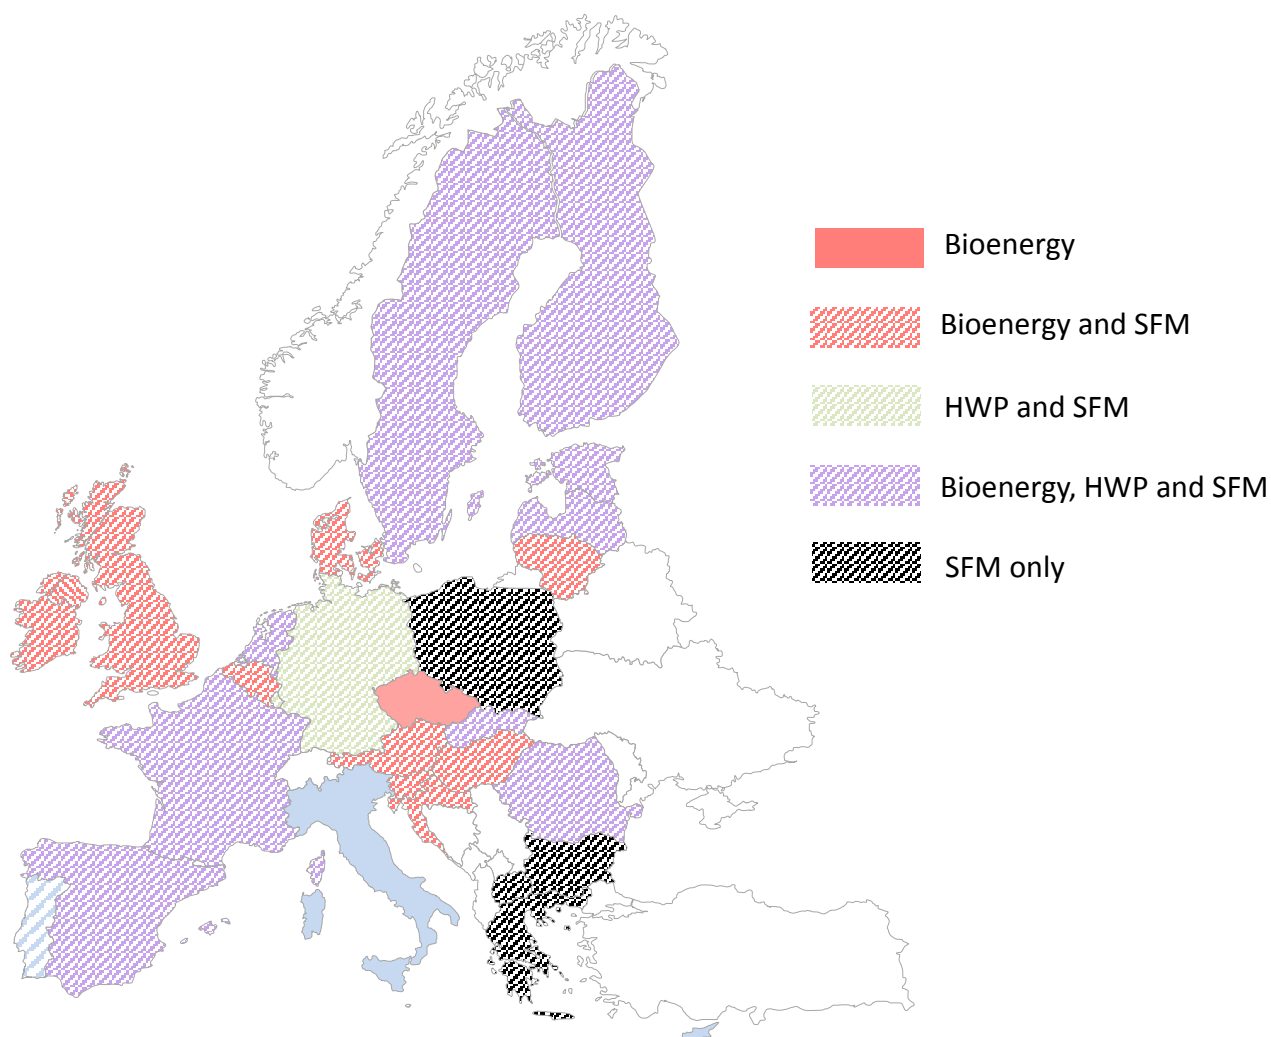 Bioenergy
Bioenergy and SFM
HWP and SFM
Bioenergy, HWP and SFM
SFM only